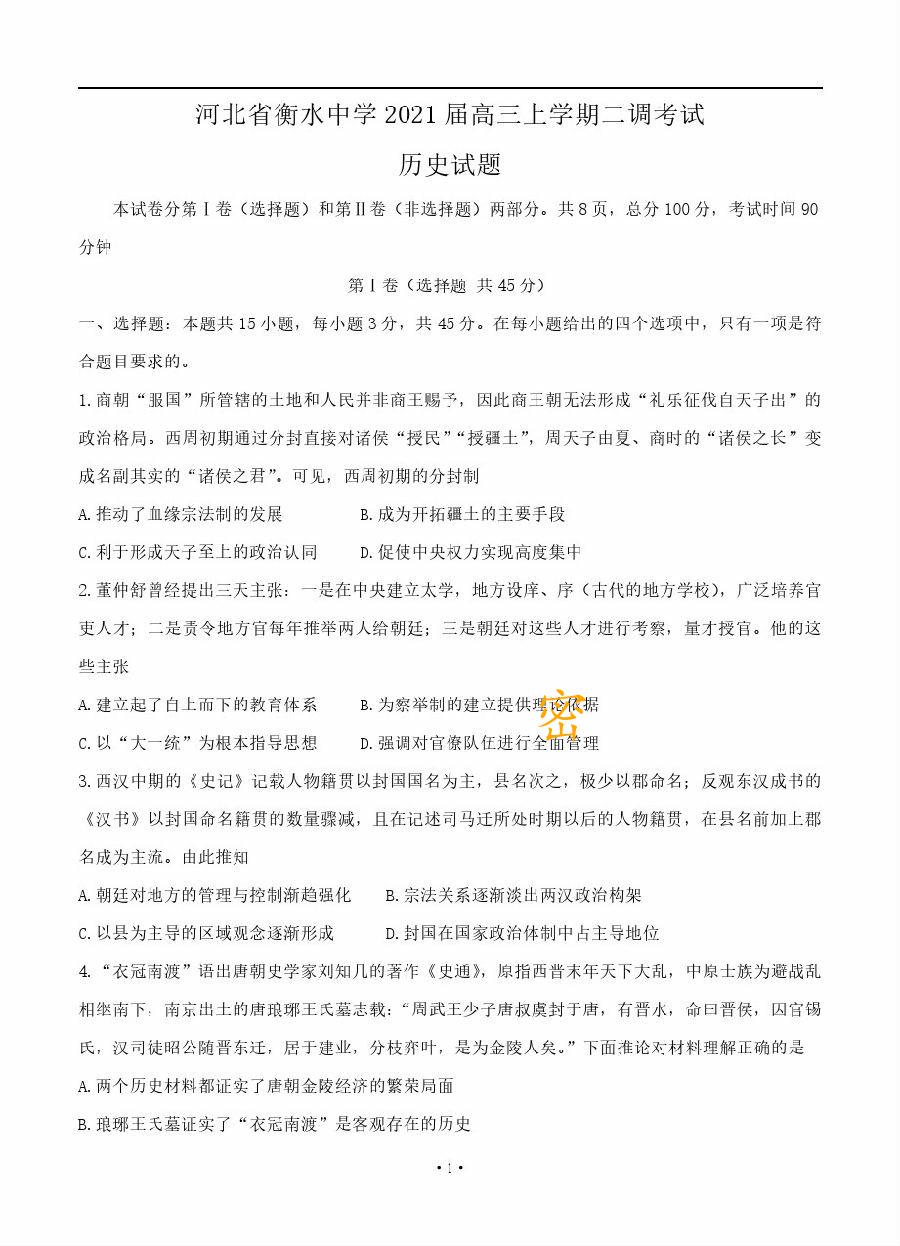 河北省衡水中学 2021 届高三上学期二调考试
历史试题
本试卷分第Ⅰ卷（选择题）和第Ⅱ卷（非选择题）两部分。共 8 页，总分 100 分，考试时间 90
分钟
第Ⅰ卷（选择题 共 45 分）
一、选择题：本题共 15 小题，每小题 3 分，共 45 分。在每小题给出的四个选项中，只有一项是符
合题目要求的。
1. 商朝“服国”所管辖的土地和人民并非商王赐予，因此商王朝无法形成“礼乐征伐自天子出”的
政治格局。西周初期通过分封直接对诸侯“授民”“授疆土”，周天子由夏、商时的“诸侯之长”变
成名副其实的“诸侯之君”。可见，西周初期的分封制
A. 推动了血缘宗法制的发展 B. 成为开拓疆土的主要手段
C. 利于形成天子至上的政治认同 D. 促使中央权力实现高度集中
2. 董仲舒曾经提出三天主张：一是在中央建立太学，地方设庠、序（古代的地方学校），广泛培养官
吏人才；二是责令地方官每年推举两人给朝廷；三是朝廷对这些人才进行考察，量才授官。他的这
些主张
A. 建立起了自上而下的教育体系 B. 为察举制的建立提供理论依据
C. 以“大一统”为根本指导思想 D. 强调对官僚队伍进行全面管理
密
3. 西汉中期的《史记》记载人物籍贯以封国国名为主，县名次之，极少以郡命名；反观东汉成书的
《汉书》以封国命名籍贯的数量骤减，且在记述司马迁所处时期以后的人物籍贯，在县名前加上郡
名成为主流。由此推知
A. 朝廷对地方的管理与控制渐趋强化 B. 宗法关系逐渐淡出两汉政治构架
C. 以县为主导的区域观念逐渐形成 D. 封国在国家政治体制中占主导地位
4. “衣冠南渡”语出唐朝史学家刘知几的著作《史通》，原指西晋末年天下大乱，中原士族为避战乱
相继南下。南京出土的唐琅琊王氏墓志载：“周武王少子唐叔虞封于唐，有晋水，命曰晋侯，因官锡
氏，汉司徒昭公随晋东迁，居于建业，分枝弈叶，是为金陵人矣。”下面推论对材料理解正确的是
A. 两个历史材料都证实了唐朝金陵经济的繁荣局面
B. 琅琊王氏墓证实了“衣冠南渡”是客观存在的历史
• 1 •